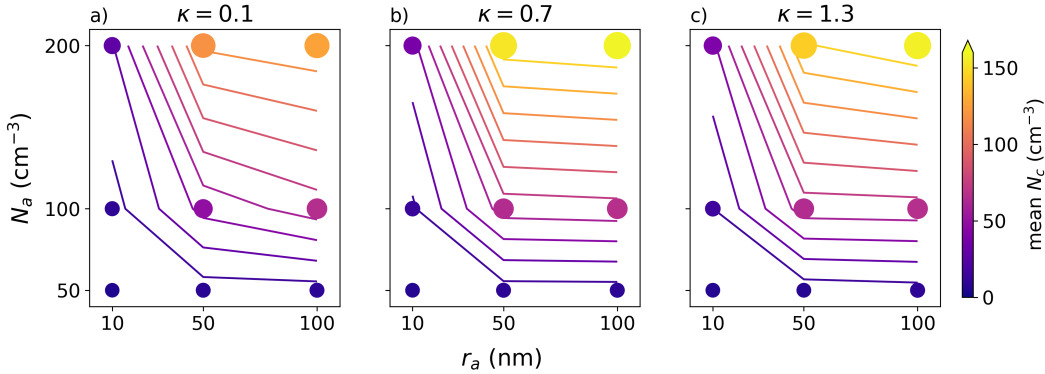 a) κ = 0.1
b) κ = 0.7
c) κ = 1.3
N_a (cm⁻³)
200
100
50
10 50 100
10 50 100
10 50 100
r_a (nm)
150
100
50
0
mean N_c (cm⁻³)